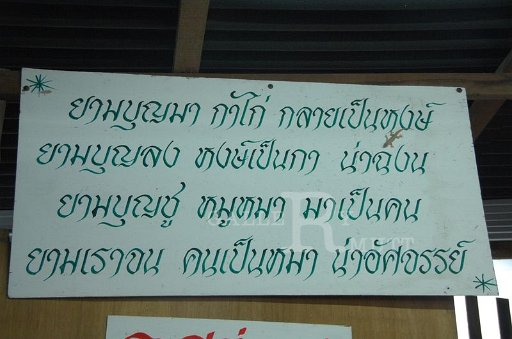 ยามบุญมา กาไก่ กลายเป็นหงษ์
ยามบุญลง หงษ์เป็นกา น่าฉงน
ยามบุญชู หมูหมา มาเป็นคน
ยามเราจน คนเป็นหมา น่าอัศจรรย์